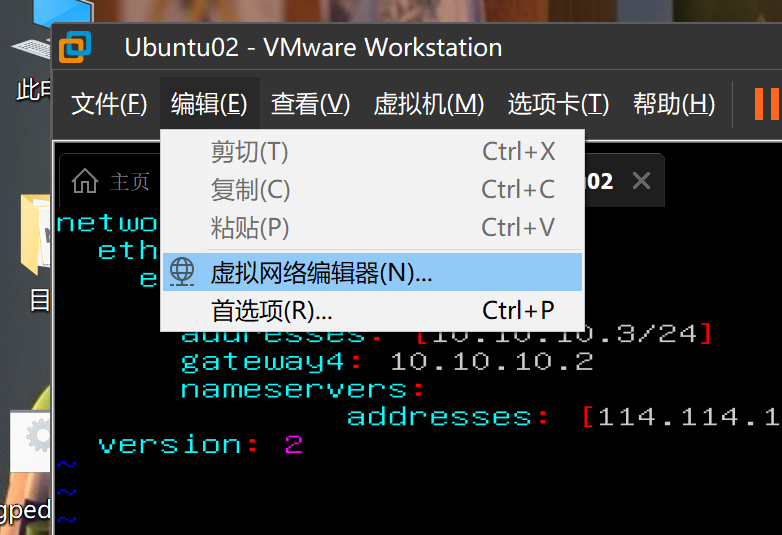 Ubuntu02 - VMware Workstation
文件(F) 编辑(E) 查看(V) 虚拟机(M) 选项卡(T) 帮助(H)
剪切(T) Ctrl+X
主页 02
复制(C) Ctrl+C
粘贴(P) Ctrl+V
netwo
eth
e
虚拟网络编辑器(N)...
首选项(R)... Ctrl+P
addresses: [10.10.10.3/24]
gateway4: 10.10.10.2
nameservers:
addresses: [114.114.1
version: 2
~
~
~
此电
目
gped